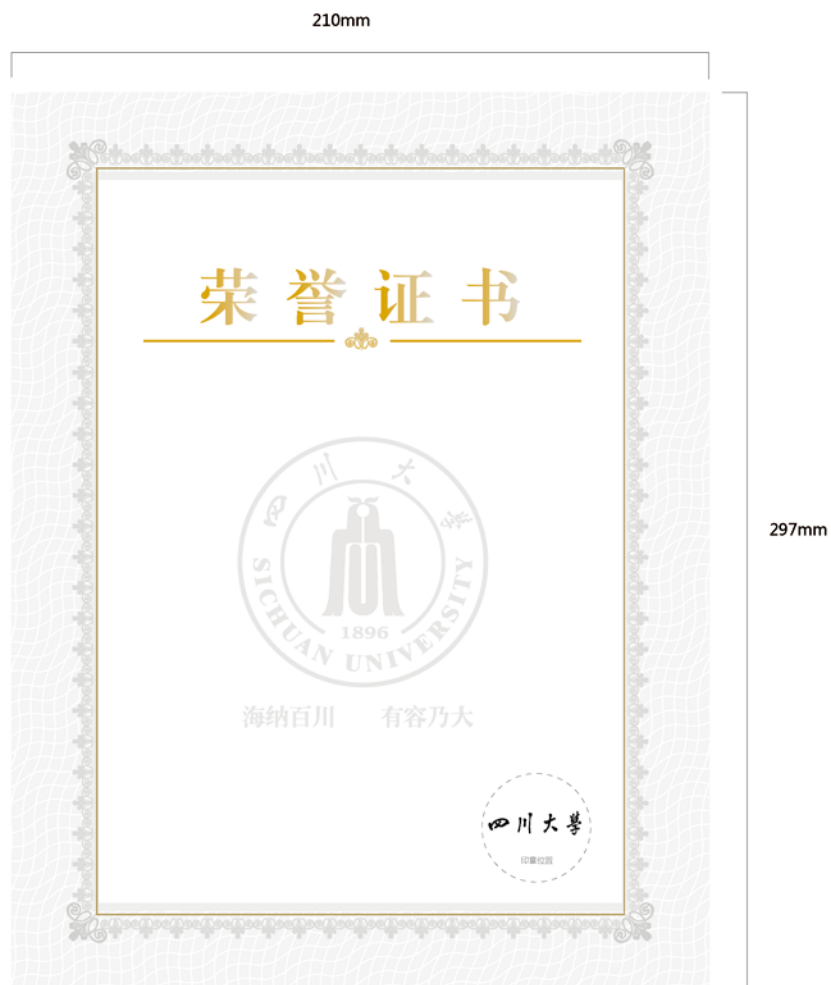 210mm
荣誉证书
297mm
四川大學
1896
SICHUAN UNIVERSITY
海纳百川 有容乃大
四川大學
印章位置